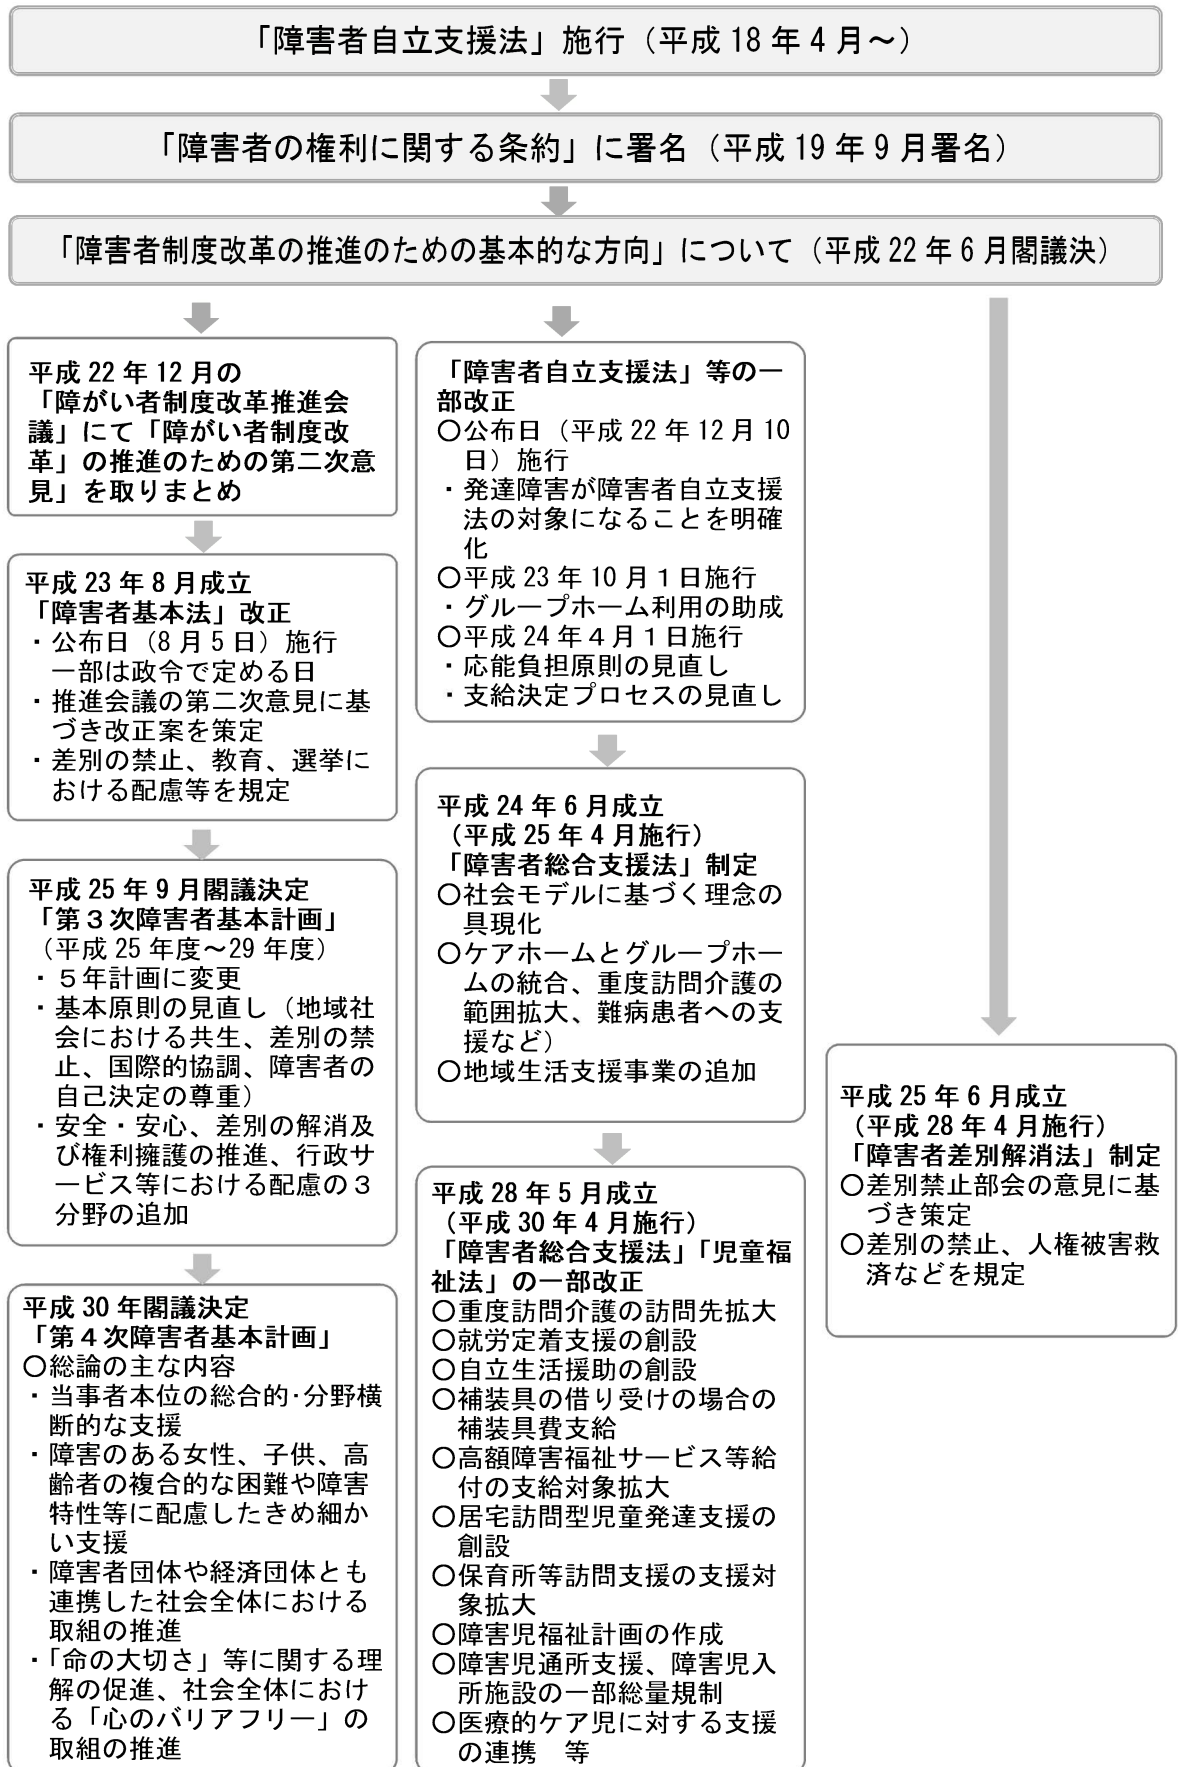 「障害者自立支援法」施行（平成 18 年 4 月～）
「障害者の権利に関する条約」に署名（平成 19 年 9 月署名）
「障害者制度改革の推進のための基本的な方向」について（平成 22 年 6 月閣議決）
平成 22 年 12 月の
「障がい者制度改革推進会
議」にて「障がい者制度改
革」の推進のための第二次意
見」を取りまとめ
平成 23 年 8 月成立
「障害者基本法」改正
・公布日（8 月 5 日）施行
一部は政令で定める日
・推進会議の第二次意見に基
づき改正案を策定
・差別の禁止、教育、選挙に
おける配慮等を規定
平成 25 年 9 月閣議決定
「第３次障害者基本計画」
（平成 25 年度～29 年度）
・５年計画に変更
・基本原則の見直し（地域社
会における共生、差別の禁
止、国際的協調、障害者の
自己決定の尊重）
・安全・安心、差別の解消及
び権利擁護の推進、行政サ
ービス等における配慮の３
分野の追加
平成 30 年閣議決定
「第４次障害者基本計画」
〇総論の主な内容
・当事者本位の総合的･分野横
断的な支援
・障害のある女性、子供、高
齢者の複合的な困難や障害
特性等に配慮したきめ細か
い支援
・障害者団体や経済団体とも
連携した社会全体における
取組の推進
・「命の大切さ」等に関する理
解の促進、社会全体におけ
る「心のバリアフリー」の
取組の推進
「障害者自立支援法」等の一
部改正
〇公布日（平成 22 年 12 月 10
日）施行
・発達障害が障害者自立支援
法の対象になることを明確
化
〇平成 23 年 10 月１日施行
・グループホーム利用の助成
〇平成 24 年４月１日施行
・応能負担原則の見直し
・支給決定プロセスの見直し
平成 24 年 6 月成立
（平成 25 年 4 月施行）
「障害者総合支援法」制定
〇社会モデルに基づく理念の
具現化
〇ケアホームとグループホー
ムの統合、重度訪問介護の
範囲拡大、難病患者への支
援など）
〇地域生活支援事業の追加
平成 28 年 5 月成立
（平成 30 年 4 月施行）
「障害者総合支援法」「児童福
祉法」の一部改正
〇重度訪問介護の訪問先拡大
〇就労定着支援の創設
〇自立生活援助の創設
〇補装具の借り受けの場合の
補装具費支給
〇高額障害福祉サービス等給
付の支給対象拡大
〇居宅訪問型児童発達支援の
創設
〇保育所等訪問支援の支援対
象拡大
〇障害児福祉計画の作成
〇障害児通所支援、障害児入
所施設の一部総量規制
〇医療的ケア児に対する支援
の連携　等
平成 25 年 6 月成立
（平成 28 年 4 月施行）
「障害者差別解消法」制定
〇差別禁止部会の意見に基
づき策定
〇差別の禁止、人権被害救
済などを規定